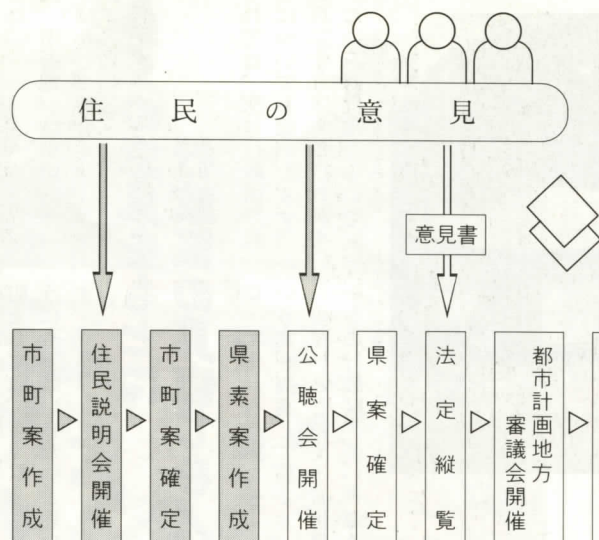 住民の意見
意見書
市町案作成
住民説明会開催
市町案確定
県素案作成
公聴会開催
県案確定
法定縦覧
都市計画地方
審議会開催